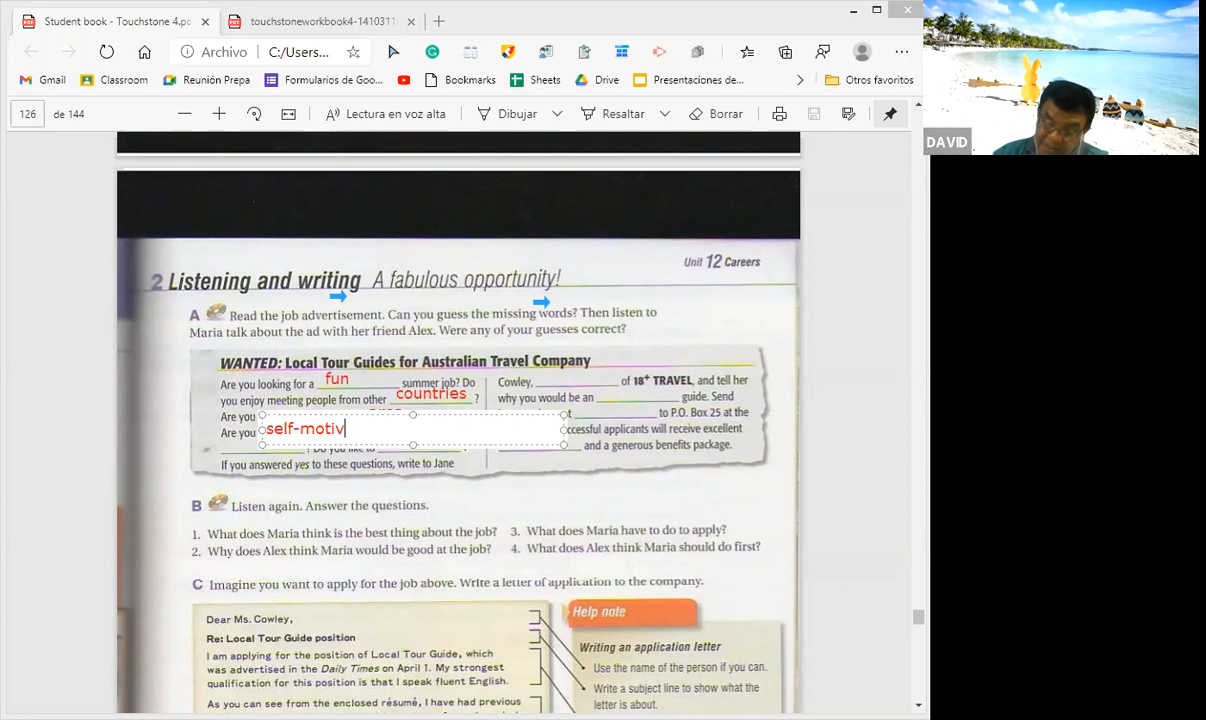 Student book - Touchstone 4.pd
touchstoneworkbook4-1410311
Archivo
C:/Users...
Gmail
Classroom
Reunión Prepa
Formularios de Goo...
Bookmarks
Sheets
Drive
Presentaciones de...
Otros favoritos
126 de 144
Lectura en voz alta
Dibujar
Resaltar
Borrar
DAVID
Unit 12 Careers
2 Listening and writing A fabulous opportunity!
A Read the job advertisement. Can you guess the missing words? Then listen to
Maria talk about the ad with her friend Alex. Were any of your guesses correct?
WANTED: Local Tour Guides for Australian Travel Company
Are you looking for a fun summer job? Do
you enjoy meeting people from other countries ?
Are you
Are you self-motiv
? Do you like to ?
If you answered yes to these questions, write to Jane
Cowley, of 18+ TRAVEL, and tell her
why you would be an guide. Send
to P.O. Box 25 at the
ccessful applicants will receive excellent
and a generous benefits package.
B Listen again. Answer the questions.
1. What does Maria think is the best thing about the job?
2. Why does Alex think Maria would be good at the job?
3. What does Maria have to do to apply?
4. What does Alex think Maria should do first?
C Imagine you want to apply for the job above. Write a letter of application to the company.
Dear Ms. Cowley,
Re: Local Tour Guide position
I am applying for the position of Local Tour Guide, which
was advertised in the Daily Times on April 1. My strongest
qualification for this position is that I speak fluent English.
As you can see from the enclosed résumé, I have had previous
Help note
Writing an application letter
Use the name of the person if you can.
Write a subject line to show what the
letter is about.